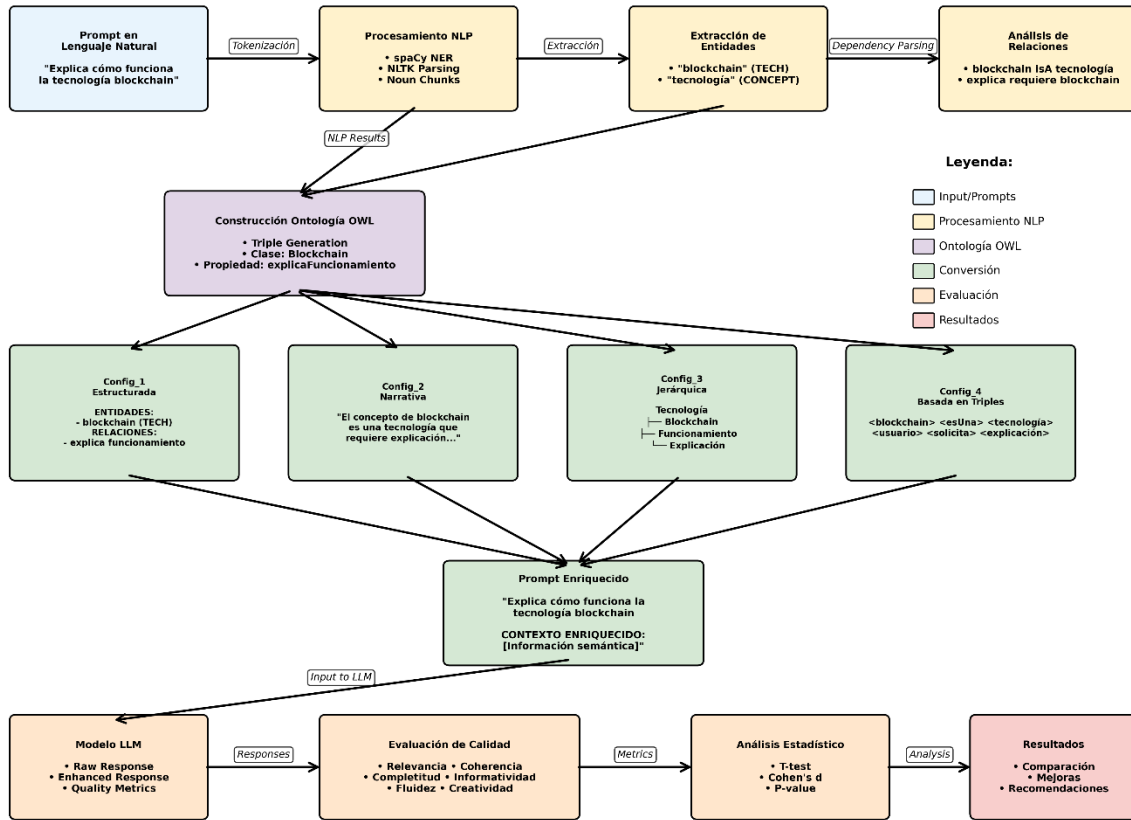 Prompt en
Lenguaje Natural
"Explica cómo funciona
la tecnología blockchain"
Tokenización
Procesamiento NLP
• spaCy NER
• NLTK Parsing
• Noun Chunks
Extracción
Extracción de
Entidades
• "blockchain" (TECH)
• "tecnología" (CONCEPT)
Dependency Parsing
Análisis de
Relaciones
• blockchain IsA tecnología
• explica requiere blockchain
NLP Results
Leyenda:
Input/Prompts
Procesamiento NLP
Ontología OWL
Conversión
Evaluación
Resultados
Construcción Ontología OWL
• Triple Generation
• Clase: Blockchain
• Propiedad: explicaFuncionamiento
Config_1
Estructurada
ENTIDADES:
- blockchain (TECH)
RELACIONES:
- explica funcionamiento
Config_2
Narrativa
"El concepto de blockchain
es una tecnología que
requiere explicación..."
Config_3
Jerárquica
Tecnología
├── Blockchain
├── Funcionamiento
└── Explicación
Config_4
Basada en Triples
<blockchain> <esUna> <tecnología>
<usuario> <solicita> <explicación>
Prompt Enriquecido
"Explica cómo funciona la
tecnología blockchain
CONTEXTO ENRIQUECIDO:
[Información semántica]"
Input to LLM
Modelo LLM
• Raw Response
• Enhanced Response
• Quality Metrics
Responses
Evaluación de Calidad
• Relevancia • Coherencia
• Completitud • Informatividad
• Fluidez • Creatividad
Metrics
Análisis Estadístico
• T-test
• Cohen's d
• P-value
Analysis
Resultados
• Comparación
• Mejoras
• Recomendaciones